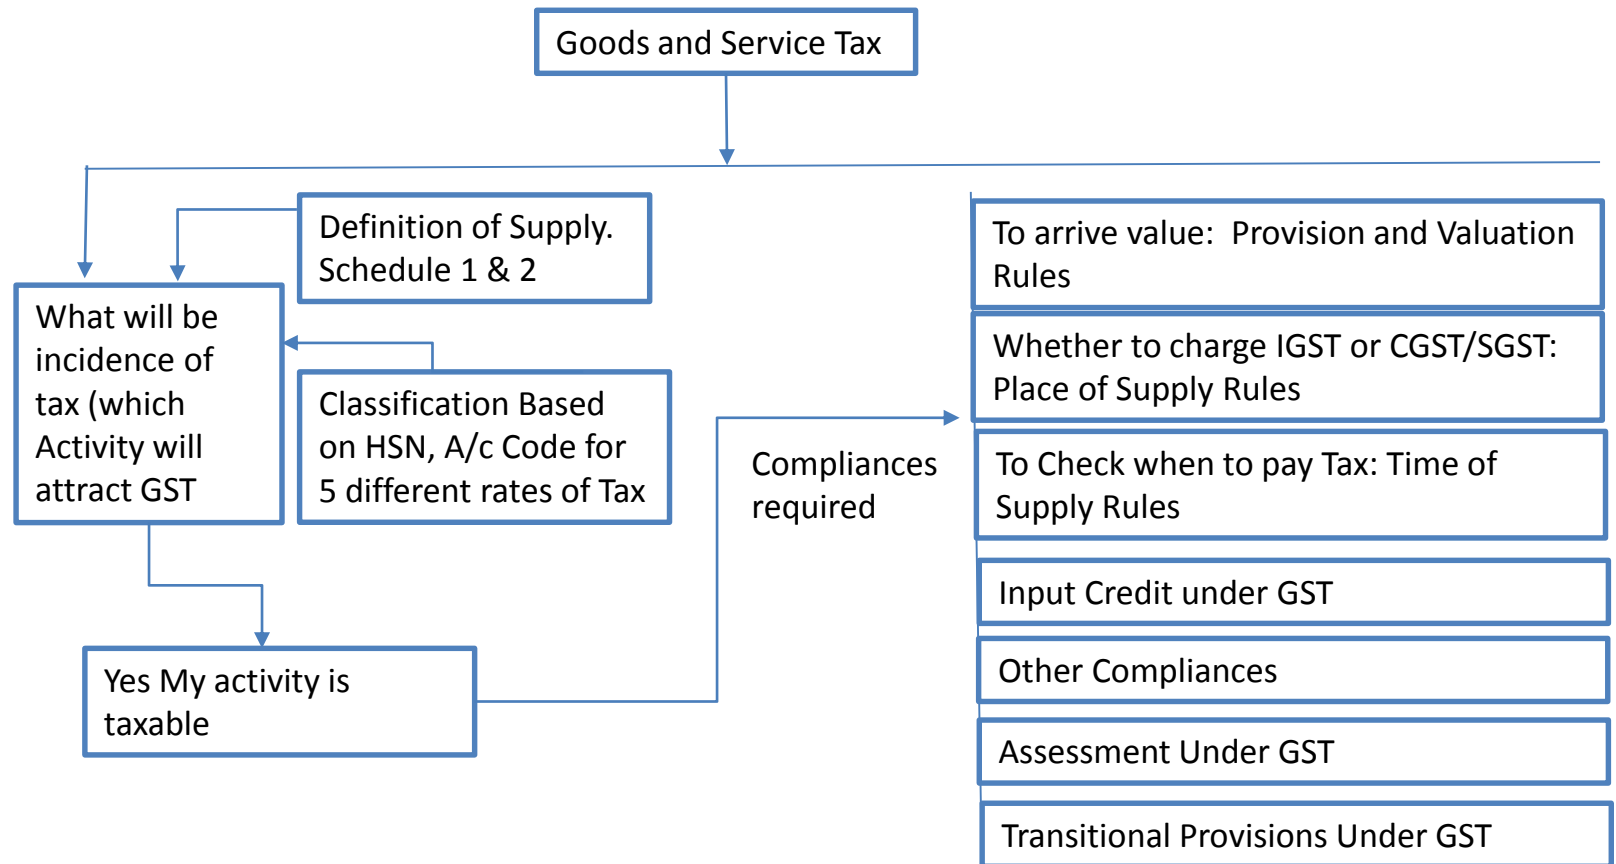 Goods and Service Tax
Definition of Supply.
Schedule 1 & 2
What will be
incidence of
tax (which
Activity will
attract GST
Classification Based
on HSN, A/c Code for
5 different rates of Tax
Yes My activity is
taxable
Compliances
required
To arrive value:  Provision and Valuation
Rules
Whether to charge IGST or CGST/SGST:
Place of Supply Rules
To Check when to pay Tax: Time of
Supply Rules
Input Credit under GST
Other Compliances
Assessment Under GST
Transitional Provisions Under GST